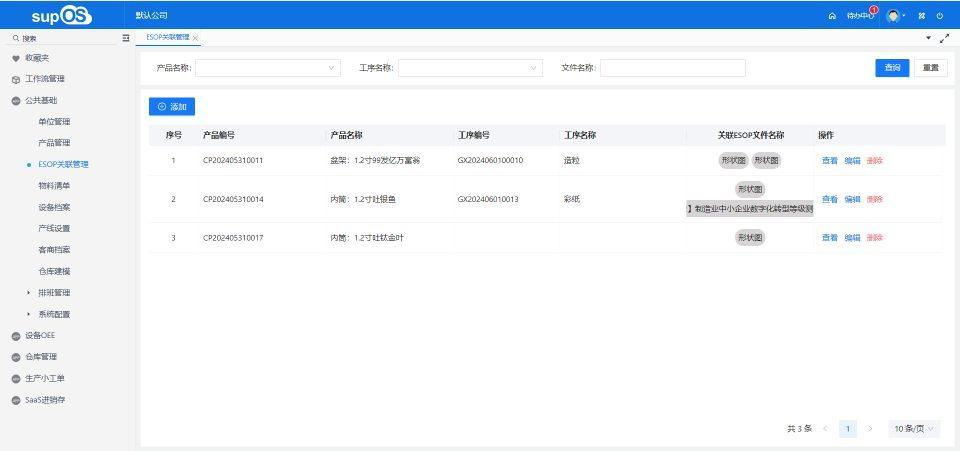 supOS 默认公司 待办中心 1
搜索 ESOP关联管理
收藏夹
工作流管理
公共基础
单位管理
产品管理
ESOP关联管理
物料清单
设备档案
产线设置
客商档案
仓库建模
排班管理
系统配置
设备OEE
仓库管理
生产小工单
SaaS进销存
产品名称: 工序名称: 文件名称: 查询 重置
添加
序号 产品编号 产品名称 工序编号 工序名称 关联ESOP文件名称 操作
1 CP202405310011 盆架：1.2寸99发亿万富翁 GX2024060100010 造粒 形状图 形状图 查看 编辑 删除
2 CP202405310014 内筒：1.2寸吐银鱼 GX202406010013 彩纸 形状图 查看 编辑 删除
】制造业中小企业数字化转型等级测
3 CP202405310017 内筒：1.2寸吐钛金叶 形状图 查看 编辑 删除
共 3 条 1 10 条/页